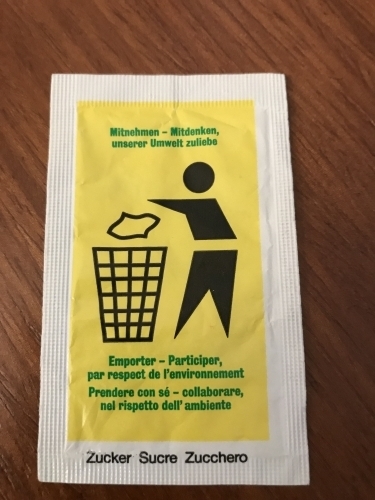 Mitnehmen – Mitdenken,
unserer Umwelt zuliebe
Emporter – Participer,
par respect de l'environnement
Prendere con sé – collaborare,
nel rispetto dell'ambiente
Zucker Sucre Zucchero